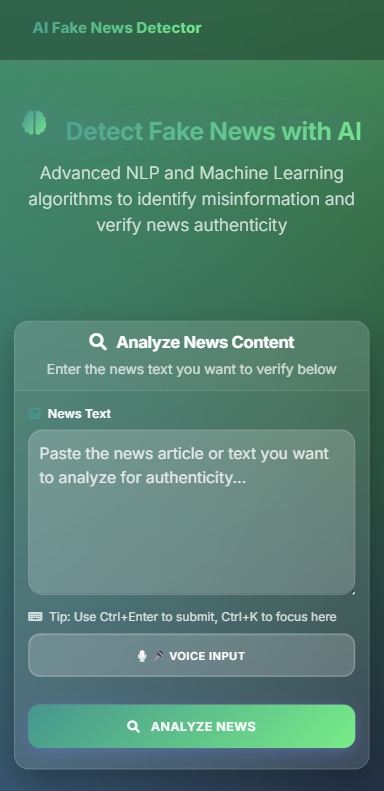 AI Fake News Detector
Detect Fake News with AI
Advanced NLP and Machine Learning
algorithms to identify misinformation and
verify news authenticity
Analyze News Content
Enter the news text you want to verify below
News Text
Paste the news article or text you want
to analyze for authenticity...
Tip: Use Ctrl+Enter to submit, Ctrl+K to focus here
VOICE INPUT
ANALYZE NEWS